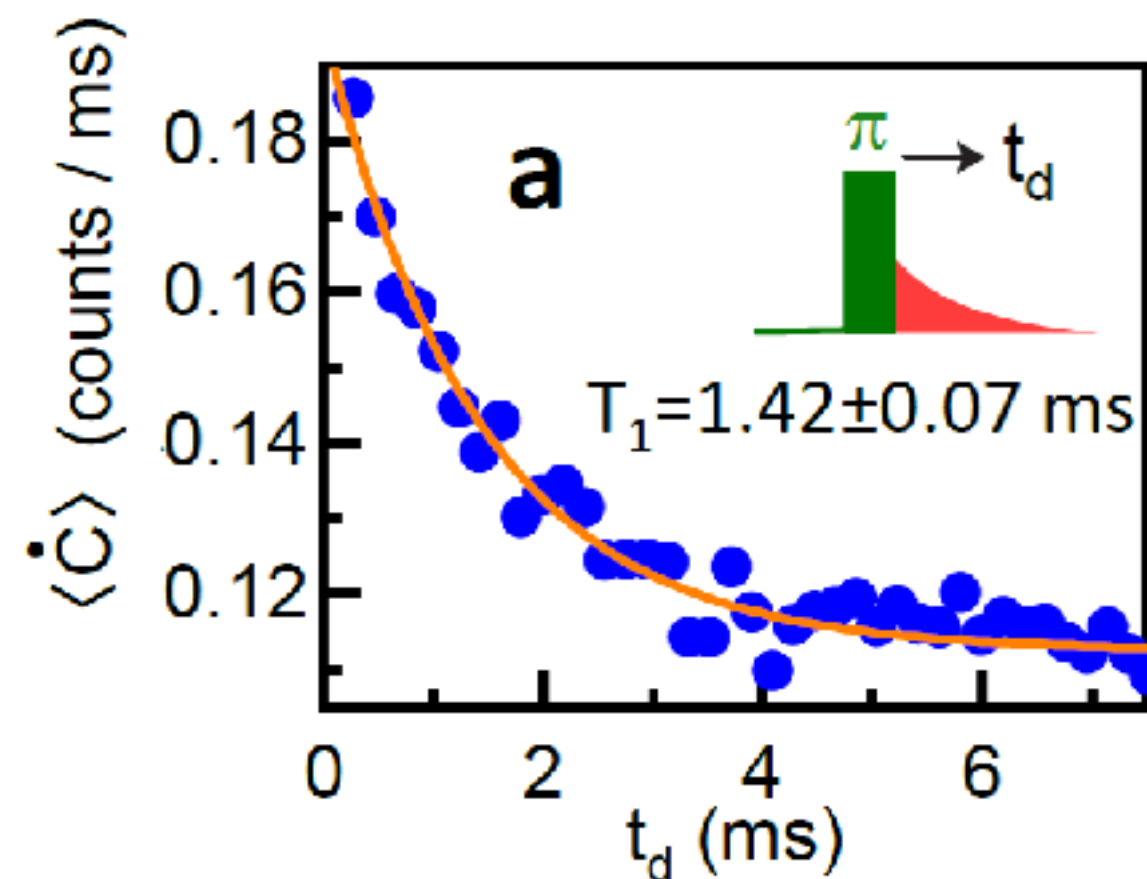 ⟨Ċ⟩ (counts / ms)
0.18
0.16
0.14
0.12
a
π
t_d
T₁=1.42±0.07 ms
0 2 4 6
t_d (ms)